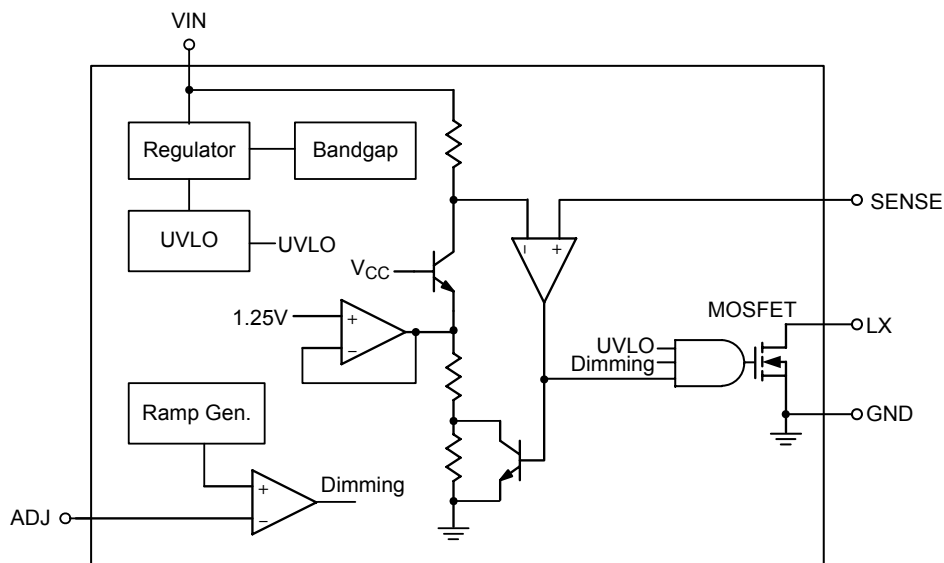 VIN
Regulator
Bandgap
UVLO
UVLO
SENSE
- +
VCC
1.25V
+
-
MOSFET
LX
UVLO
Dimming
GND
Ramp Gen.
+
-
Dimming
ADJ